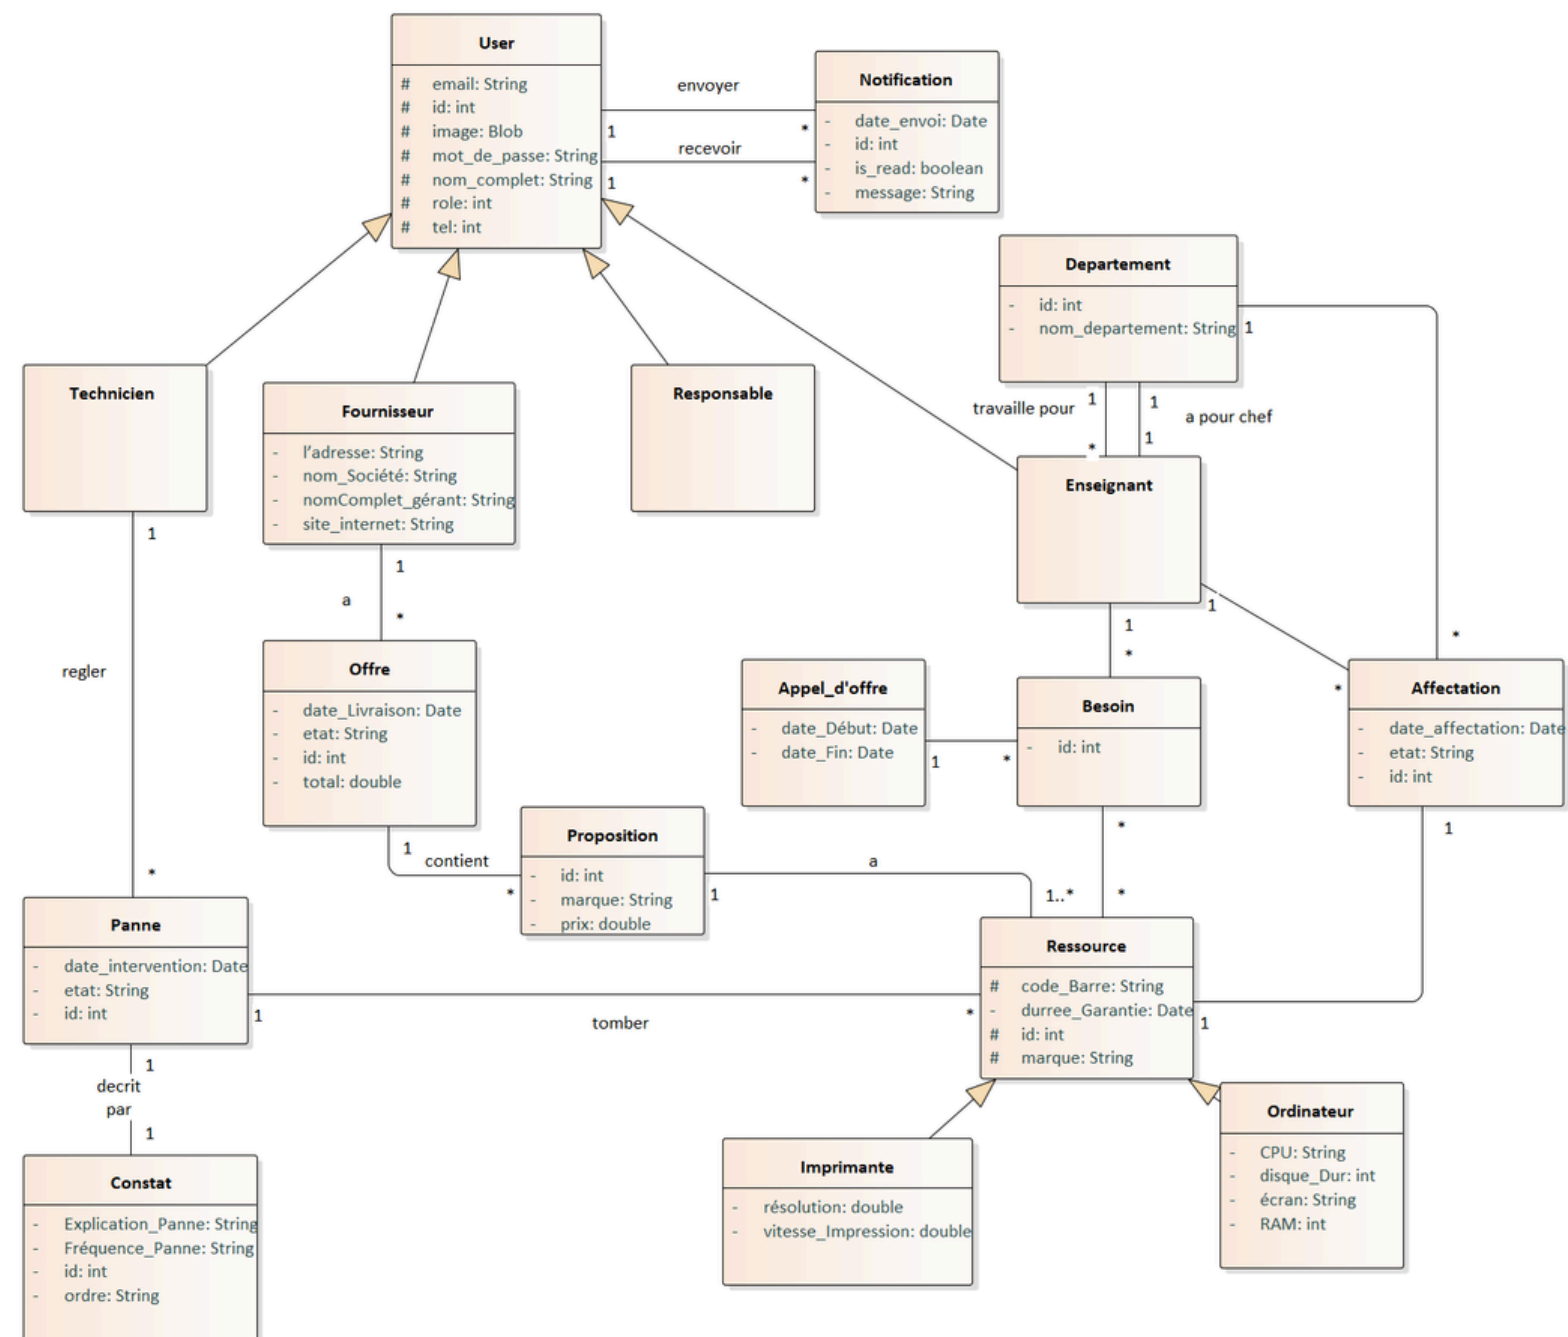 User
# email: String
# id: int
# image: Blob
# mot_de_passe: String
# nom_complet: String
# role: int
# tel: int
envoyer
1
*
recevoir
1
*
Notification
- date_envoi: Date
- id: int
- is_read: boolean
- message: String
Departement
- id: int
- nom_departement: String
1
travaille pour
1
*
1
a pour chef
1
Technicien
1
Fournisseur
- l'adresse: String
- nom_Société: String
- nomComplet_gérant: String
- site_internet: String
Responsable
Enseignant
1
1
a
*
1
*
*
regler
Offre
- date_Livraison: Date
- etat: String
- id: int
- total: double
Appel_d'offre
- date_Début: Date
- date_Fin: Date
1
*
Besoin
- id: int
*
Affectation
- date_affectation: Date
- etat: String
- id: int
1
contient
1
*
Proposition
- id: int
- marque: String
- prix: double
1
a
1..*
*
*
*
Panne
- date_intervention: Date
- etat: String
- id: int
1
tomber
*
Ressource
# code_Barre: String
- durree_Garantie: Date
# id: int
# marque: String
1
1
decrit
par
1
Constat
- Explication_Panne: String
- Fréquence_Panne: String
- id: int
- ordre: String
Imprimante
- résolution: double
- vitesse_Impression: double
Ordinateur
- CPU: String
- disque_Dur: int
- écran: String
- RAM: int